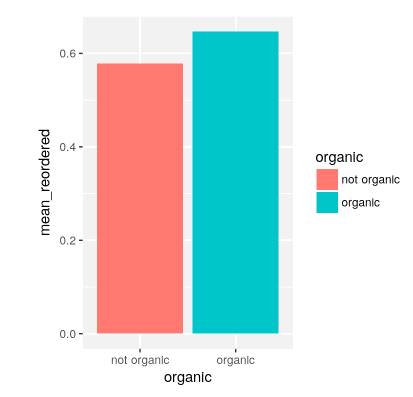 mean_reordered
0.6
0.4
0.2
0.0
not organic
organic
organic
organic
not organic
organic